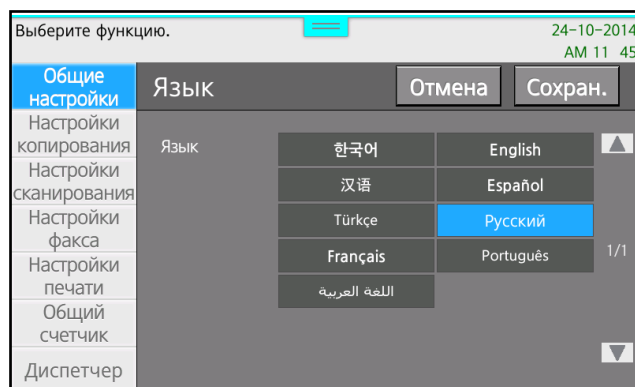 Выберите функцию.
24-10-2014
AM 11 45
Общие
настройки
Настройки
копирования
Настройки
сканирования
Настройки
факса
Настройки
печати
Общий
счетчик
Диспетчер
Язык
Отмена
Сохран.
Язык
한국어
English
汉语
Español
Türkçe
Русский
Français
Português
اللغة العربية
1/1